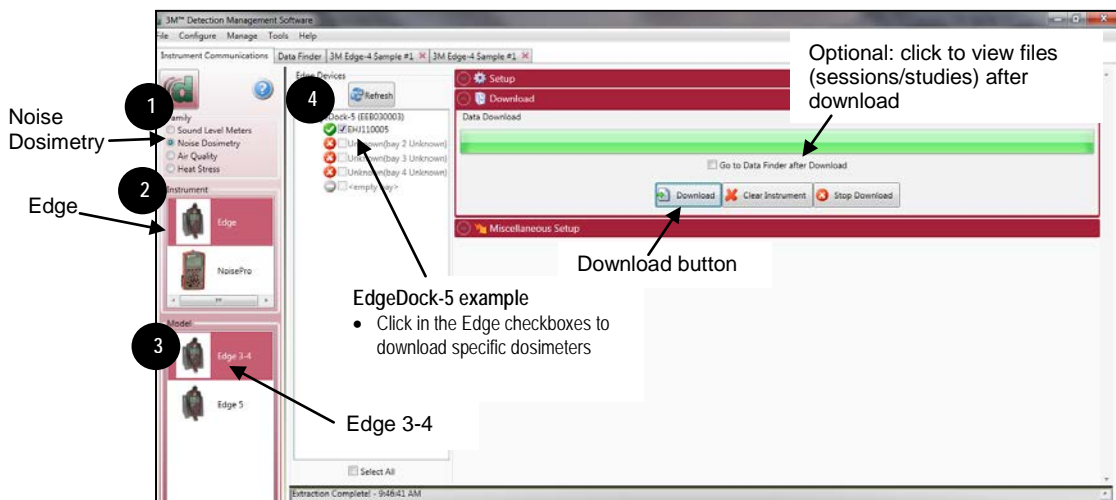 3M™ Detection Management Software
File Configure Manage Tools Help
Instrument Communications Data Finder 3M Edge-4 Sample #1 3M Edge-4 Sample #1
Optional: click to view files
(sessions/studies) after
download
1
Noise
Dosimetry
Family
Sound Level Meters
Noise Dosimetry
Air Quality
Heat Stress
2
Edge
Instrument
Edge
NoisePro
3
Model
Edge 3-4
Edge 5
4
Edge Devices
Refresh
Dock-5 (EEB030003)
EHJ110005
Unknown(bay 2 Unknown)
Unknown(bay 3 Unknown)
Unknown(bay 4 Unknown)
<empty bay>
EdgeDock-5 example
• Click in the Edge checkboxes to
download specific dosimeters
Edge 3-4
Select All
Setup
Download
Data Download
Go to Data Finder after Download
Download Clear Instrument Stop Download
Miscellaneous Setup
Download button
Extraction Complete! - 9:46:41 AM